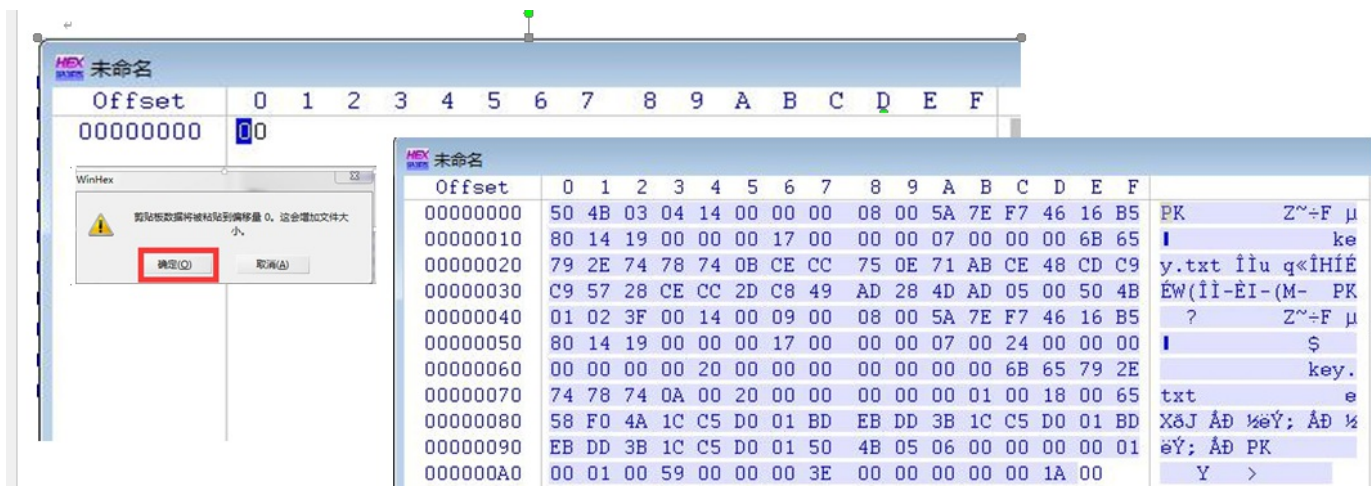 未命名
Offset 0 1 2 3 4 5 6 7 8 9 A B C D E F
00000000 00
WinHex
剪贴板数据将被粘贴到偏移量 0。这会增加文件大
小。
确定(O) 取消(A)
未命名
Offset 0 1 2 3 4 5 6 7 8 9 A B C D E F
00000000 50 4B 03 04 14 00 00 00 08 00 5A 7E F7 46 16 B5 PK Z~÷F µ
00000010 80 14 19 00 00 00 17 00 00 00 07 00 00 00 6B 65 ke
00000020 79 2E 74 78 74 0B CE CC 75 0E 71 AB CE 48 CD C9 y.txt ÎÌu q«ÎHÍÉ
00000030 C9 57 28 CE CC 2D C8 49 AD 28 4D AD 05 00 50 4B ÉW(ÎÌ-ÈI-(M- PK
00000040 01 02 3F 00 14 00 09 00 08 00 5A 7E F7 46 16 B5 ? Z~÷F µ
00000050 80 14 19 00 00 00 17 00 00 00 07 00 24 00 00 00 $
00000060 00 00 00 00 20 00 00 00 00 00 00 00 6B 65 79 2E key.
00000070 74 78 74 0A 00 20 00 00 00 00 00 01 00 18 00 65 txt e
00000080 58 F0 4A 1C C5 D0 01 BD EB DD 3B 1C C5 D0 01 BD XðJ ÅÐ ½ëÝ; ÅÐ ½
00000090 EB DD 3B 1C C5 D0 01 50 4B 05 06 00 00 00 00 01 ëÝ; ÅÐ PK
000000A0 00 01 00 59 00 00 00 3E 00 00 00 00 00 1A 00 Y >